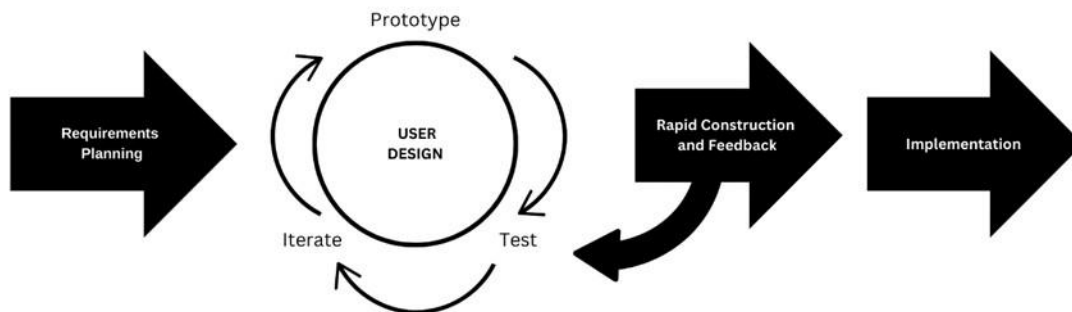 Prototype
Requirements
Planning
USER
DESIGN
Iterate
Test
Rapid Construction
and Feedback
Implementation